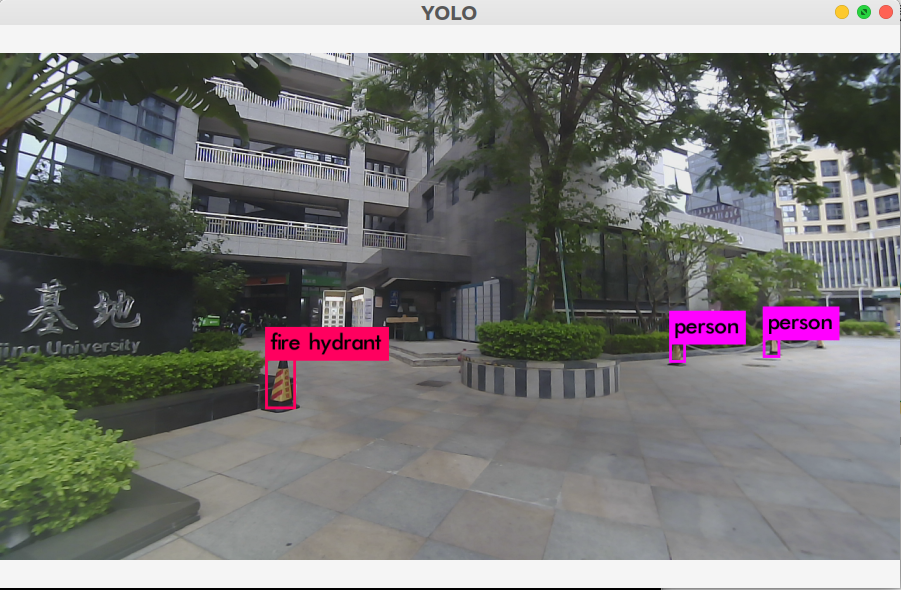 YOLO
基地
jing University
fire hydrant
person
person